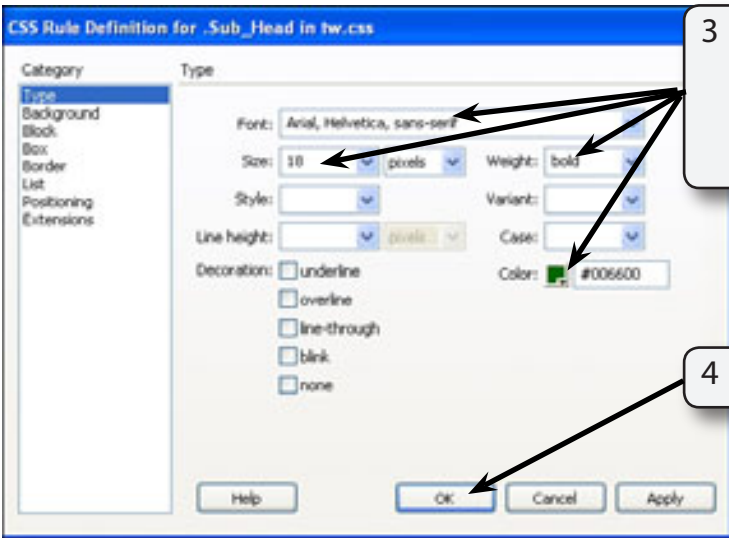 CSS Rule Definition for .Sub_Head in tw.css
3
Category
Type
Type
Background
Block
Box
Border
List
Positioning
Extensions
Font: Arial, Helvetica, sans-serif
Size: 18 pixels Weight: bold
Style: Variant:
Line height: pixels Case:
Decoration: underline Color: #006600
overline
line-through
blink
none
4
Help OK Cancel Apply